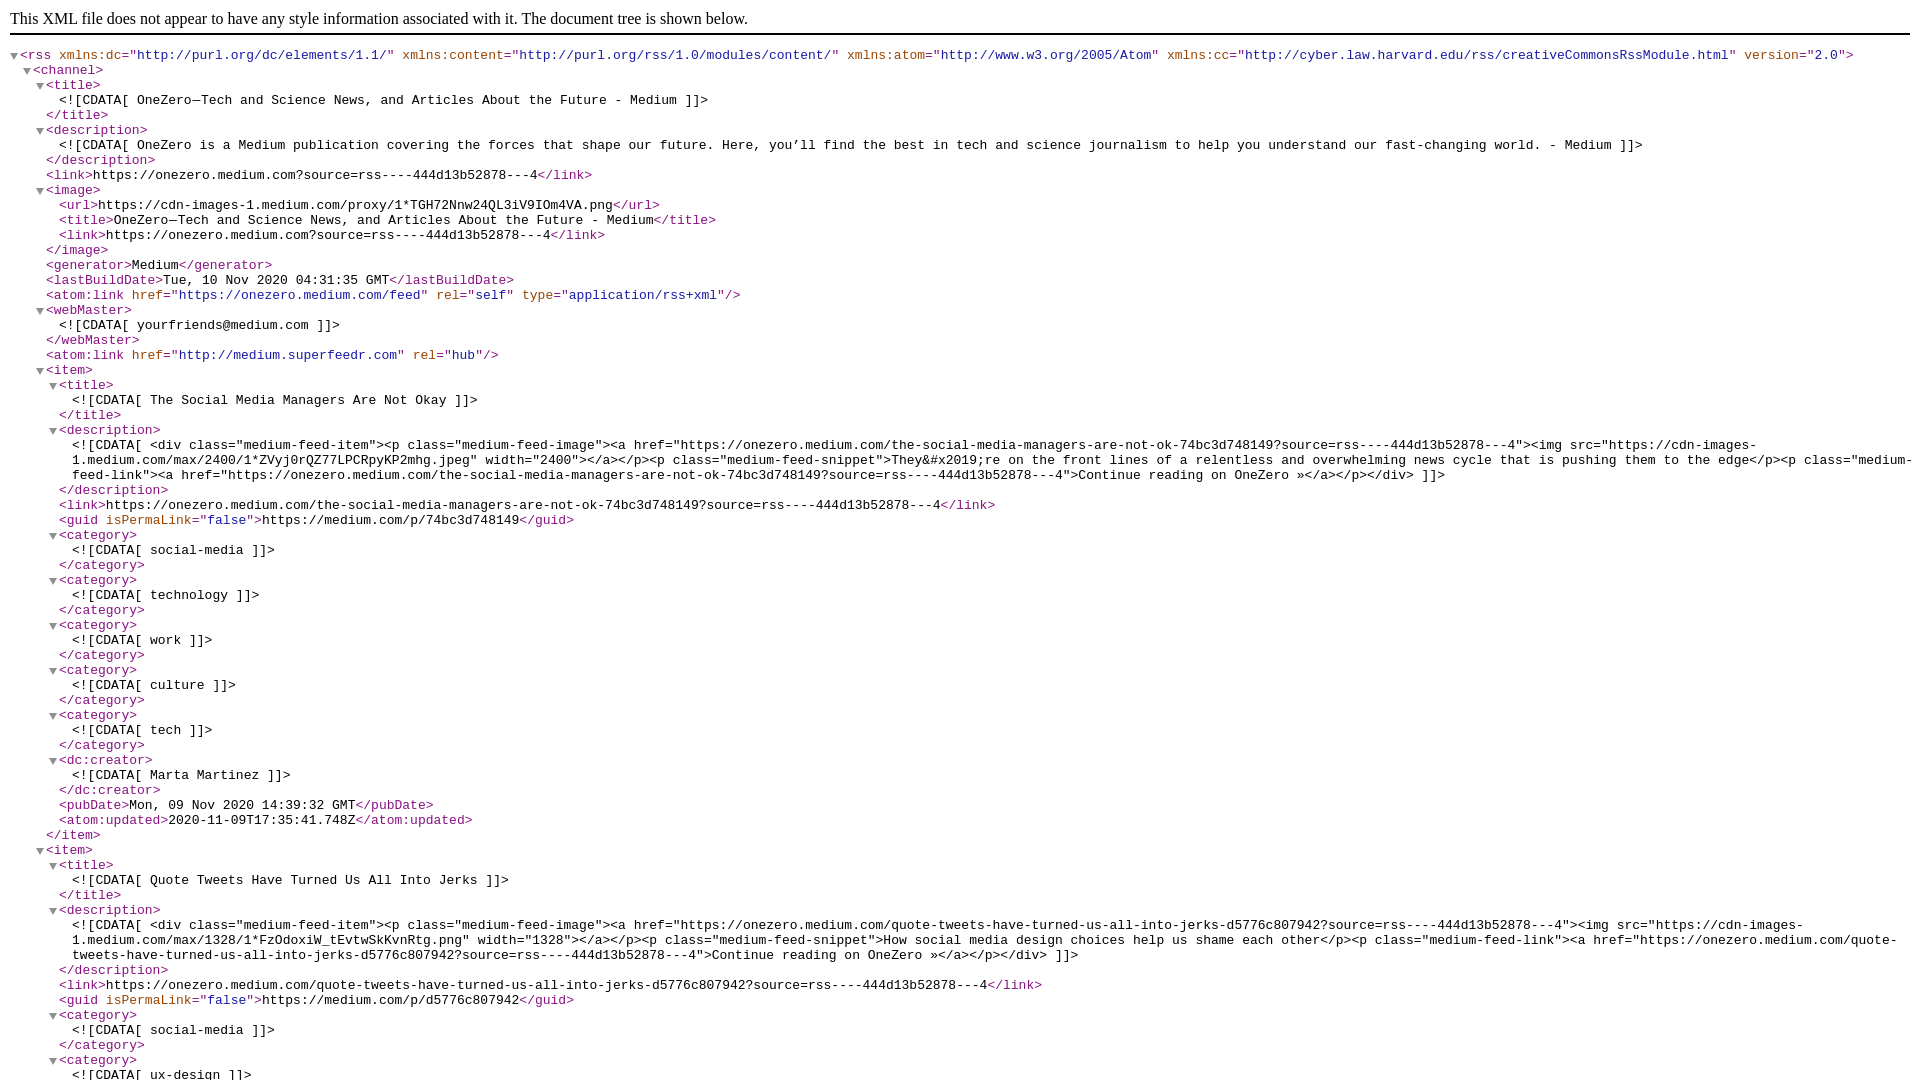 This XML file does not appear to have any style information associated with it. The document tree is shown below.
<rss xmlns:dc="http://purl.org/dc/elements/1.1/" xmlns:content="http://purl.org/rss/1.0/modules/content/" xmlns:atom="http://www.w3.org/2005/Atom" xmlns:cc="http://cyber.law.harvard.edu/rss/creativeCommonsRssModule.html" version="2.0">
<channel>
<title>
<![CDATA[ OneZero—Tech and Science News, and Articles About the Future - Medium ]]>
</title>
<description>
<![CDATA[ OneZero is a Medium publication covering the forces that shape our future. Here, you’ll find the best in tech and science journalism to help you understand our fast-changing world. - Medium ]]>
</description>
<link>https://onezero.medium.com?source=rss----444d13b52878---4</link>
<image>
<url>https://cdn-images-1.medium.com/proxy/1*TGH72Nnw24QL3iV9IOm4VA.png</url>
<title>OneZero—Tech and Science News, and Articles About the Future - Medium</title>
<link>https://onezero.medium.com?source=rss----444d13b52878---4</link>
</image>
<generator>Medium</generator>
<lastBuildDate>Tue, 10 Nov 2020 04:31:35 GMT</lastBuildDate>
<atom:link href="https://onezero.medium.com/feed" rel="self" type="application/rss+xml"/>
<webMaster>
<![CDATA[ yourfriends@medium.com ]]>
</webMaster>
<atom:link href="http://medium.superfeedr.com" rel="hub"/>
<item>
<title>
<![CDATA[ The Social Media Managers Are Not Okay ]]>
</title>
<description>
<![CDATA[ <div class="medium-feed-item"><p class="medium-feed-image"><a href="https://onezero.medium.com/the-social-media-managers-are-not-ok-74bc3d748149?source=rss----444d13b52878---4"><img src="https://cdn-images-
1.medium.com/max/2400/1*ZVyj0rQZ77LPCRpyKP2mhg.jpeg" width="2400"></a></p><p class="medium-feed-snippet">They&#x2019;re on the front lines of a relentless and overwhelming news cycle that is pushing them to the edge</p><p class="medium-
feed-link"><a href="https://onezero.medium.com/the-social-media-managers-are-not-ok-74bc3d748149?source=rss----444d13b52878---4">Continue reading on OneZero »</a></p></div> ]]>
</description>
<link>https://onezero.medium.com/the-social-media-managers-are-not-ok-74bc3d748149?source=rss----444d13b52878---4</link>
<guid isPermaLink="false">https://medium.com/p/74bc3d748149</guid>
<category>
<![CDATA[ social-media ]]>
</category>
<category>
<![CDATA[ technology ]]>
</category>
<category>
<![CDATA[ work ]]>
</category>
<category>
<![CDATA[ culture ]]>
</category>
<category>
<![CDATA[ tech ]]>
</category>
<dc:creator>
<![CDATA[ Marta Martinez ]]>
</dc:creator>
<pubDate>Mon, 09 Nov 2020 14:39:32 GMT</pubDate>
<atom:updated>2020-11-09T17:35:41.748Z</atom:updated>
</item>
<item>
<title>
<![CDATA[ Quote Tweets Have Turned Us All Into Jerks ]]>
</title>
<description>
<![CDATA[ <div class="medium-feed-item"><p class="medium-feed-image"><a href="https://onezero.medium.com/quote-tweets-have-turned-us-all-into-jerks-d5776c807942?source=rss----444d13b52878---4"><img src="https://cdn-images-
1.medium.com/max/1328/1*FzOdoxiW_tEvtwSkKvnRtg.png" width="1328"></a></p><p class="medium-feed-snippet">How social media design choices help us shame each other</p><p class="medium-feed-link"><a href="https://onezero.medium.com/quote-
tweets-have-turned-us-all-into-jerks-d5776c807942?source=rss----444d13b52878---4">Continue reading on OneZero »</a></p></div> ]]>
</description>
<link>https://onezero.medium.com/quote-tweets-have-turned-us-all-into-jerks-d5776c807942?source=rss----444d13b52878---4</link>
<guid isPermaLink="false">https://medium.com/p/d5776c807942</guid>
<category>
<![CDATA[ social-media ]]>
</category>
<category>
<![CDATA[ ux-design ]]>